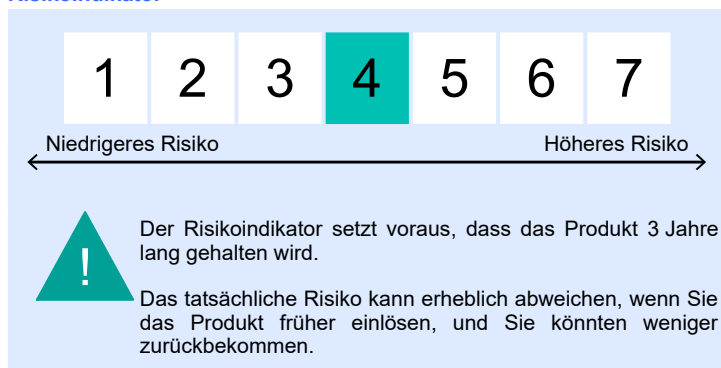 Risikoindikator
1 2 3 4 5 6 7
Niedrigeres Risiko Höheres Risiko
!
Der Risikoindikator setzt voraus, dass das Produkt 3 Jahre
lang gehalten wird.
Das tatsächliche Risiko kann erheblich abweichen, wenn Sie
das Produkt früher einlösen, und Sie könnten weniger
zurückbekommen.